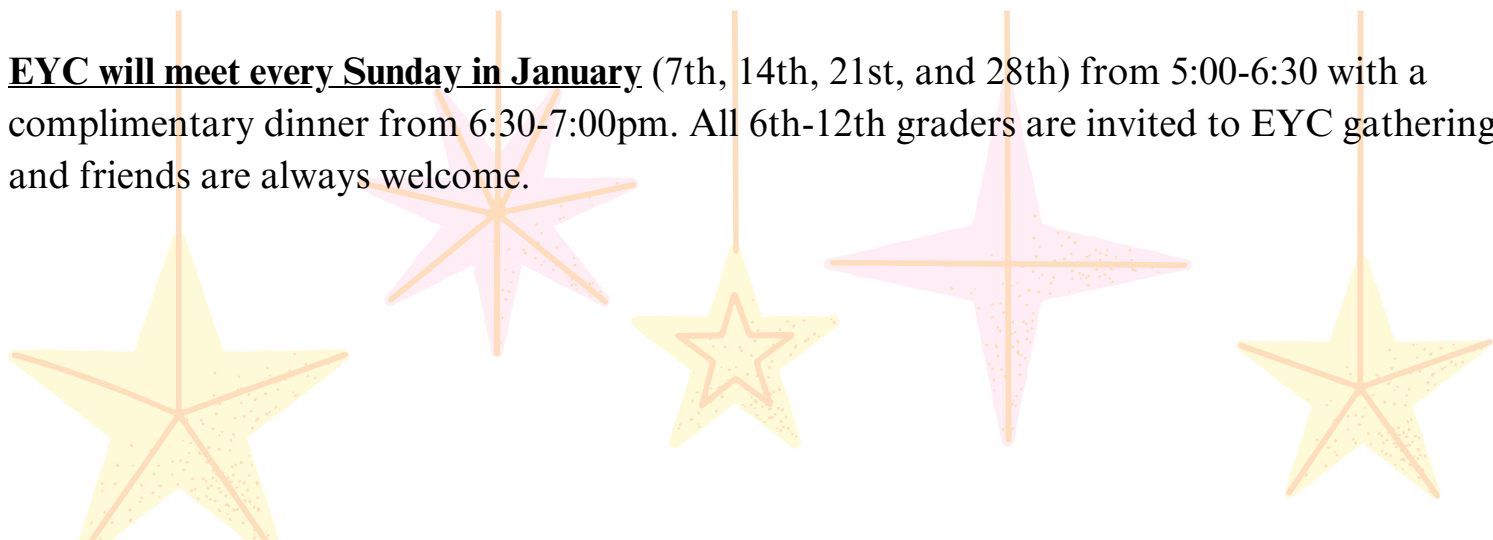 EYC will meet every Sunday in January (7th, 14th, 21st, and 28th) from 5:00-6:30 with a
complimentary dinner from 6:30-7:00pm. All 6th-12th graders are invited to EYC gathering
and friends are always welcome.